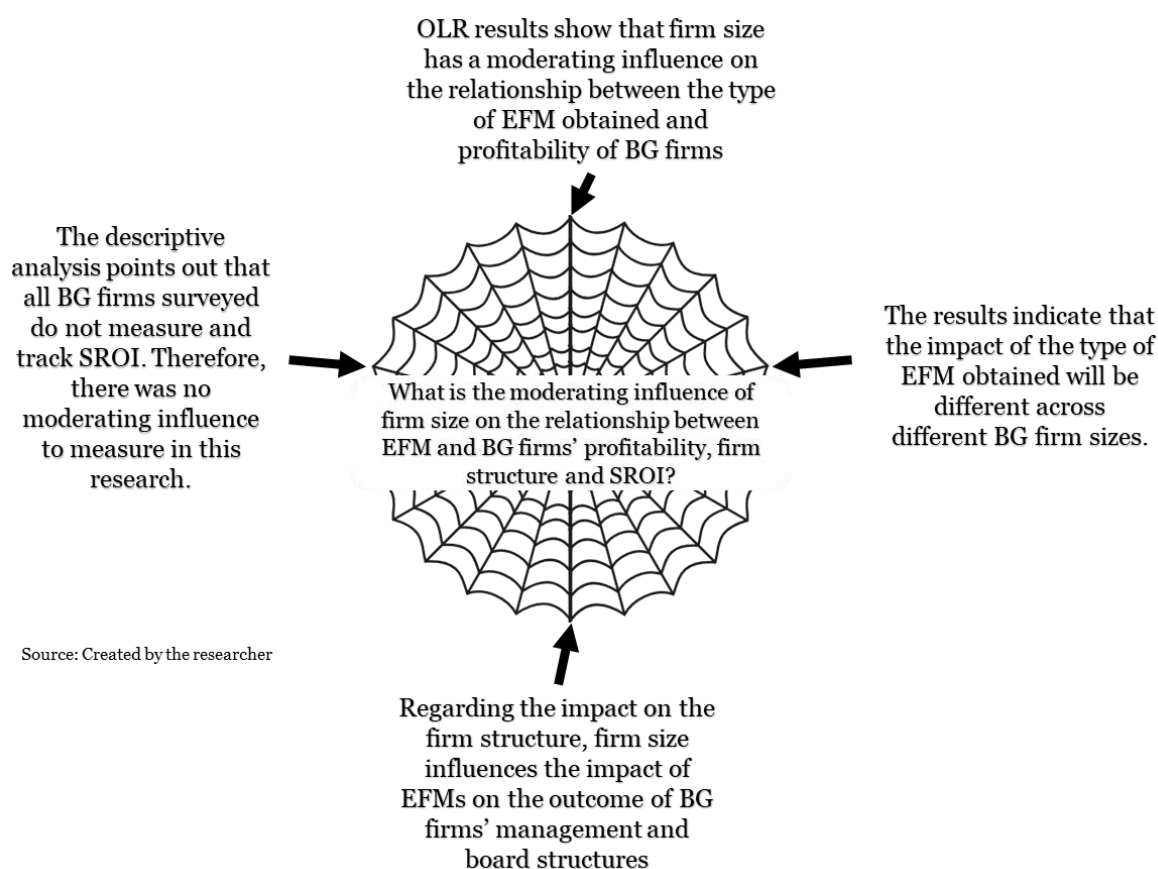 OLR results show that firm size
has a moderating influence on
the relationship between the type
of EFM obtained and
profitability of BG firms
The descriptive
analysis points out that
all BG firms surveyed
do not measure and
track SROI. Therefore,
there was no
moderating influence
to measure in this
research.
What is the moderating influence of
firm size on the relationship between
EFM and BG firms’ profitability, firm
structure and SROI?
The results indicate that
the impact of the type of
EFM obtained will be
different across
different BG firm sizes.
Source: Created by the researcher
Regarding the impact on the
firm structure, firm size
influences the impact of
EFMs on the outcome of BG
firms’ management and
board structures